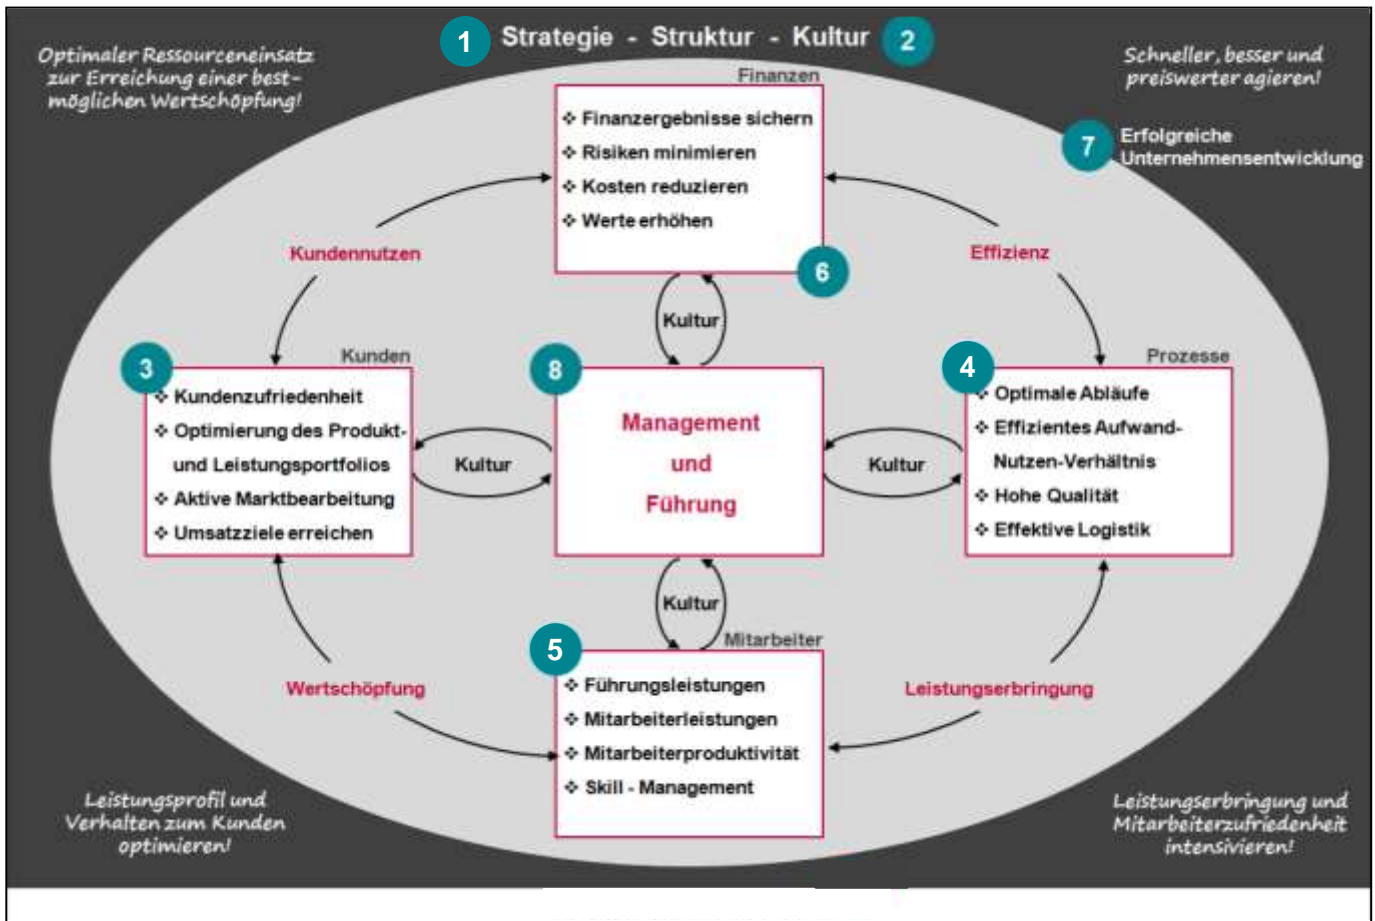 1 Strategie - Struktur - Kultur 2
Optimaler Ressourceneinsatz
zur Erreichung einer best-
möglichen Wertschöpfung!
Schneller, besser und
preiswerter agieren!
7 Erfolgreiche
Unternehmensentwicklung
Finanzen
❖ Finanzergebnisse sichern
❖ Risiken minimieren
❖ Kosten reduzieren
❖ Werte erhöhen
6
Kundennutzen
Effizienz
Kultur
3
Kunden
❖ Kundenzufriedenheit
❖ Optimierung des Produkt-
und Leistungsportfolios
❖ Aktive Marktbearbeitung
❖ Umsatzziele erreichen
Kultur
8
Management
und
Führung
Kultur
4
Prozesse
❖ Optimale Abläufe
❖ Effizientes Aufwand-
Nutzen-Verhältnis
❖ Hohe Qualität
❖ Effektive Logistik
Kultur
5
Mitarbeiter
❖ Führungsleistungen
❖ Mitarbeiterleistungen
❖ Mitarbeiterproduktivität
❖ Skill - Management
Wertschöpfung
Leistungserbringung
Leistungsprofil und
Verhalten zum Kunden
optimieren!
Leistungserbringung und
Mitarbeiterzufriedenheit
intensivieren!